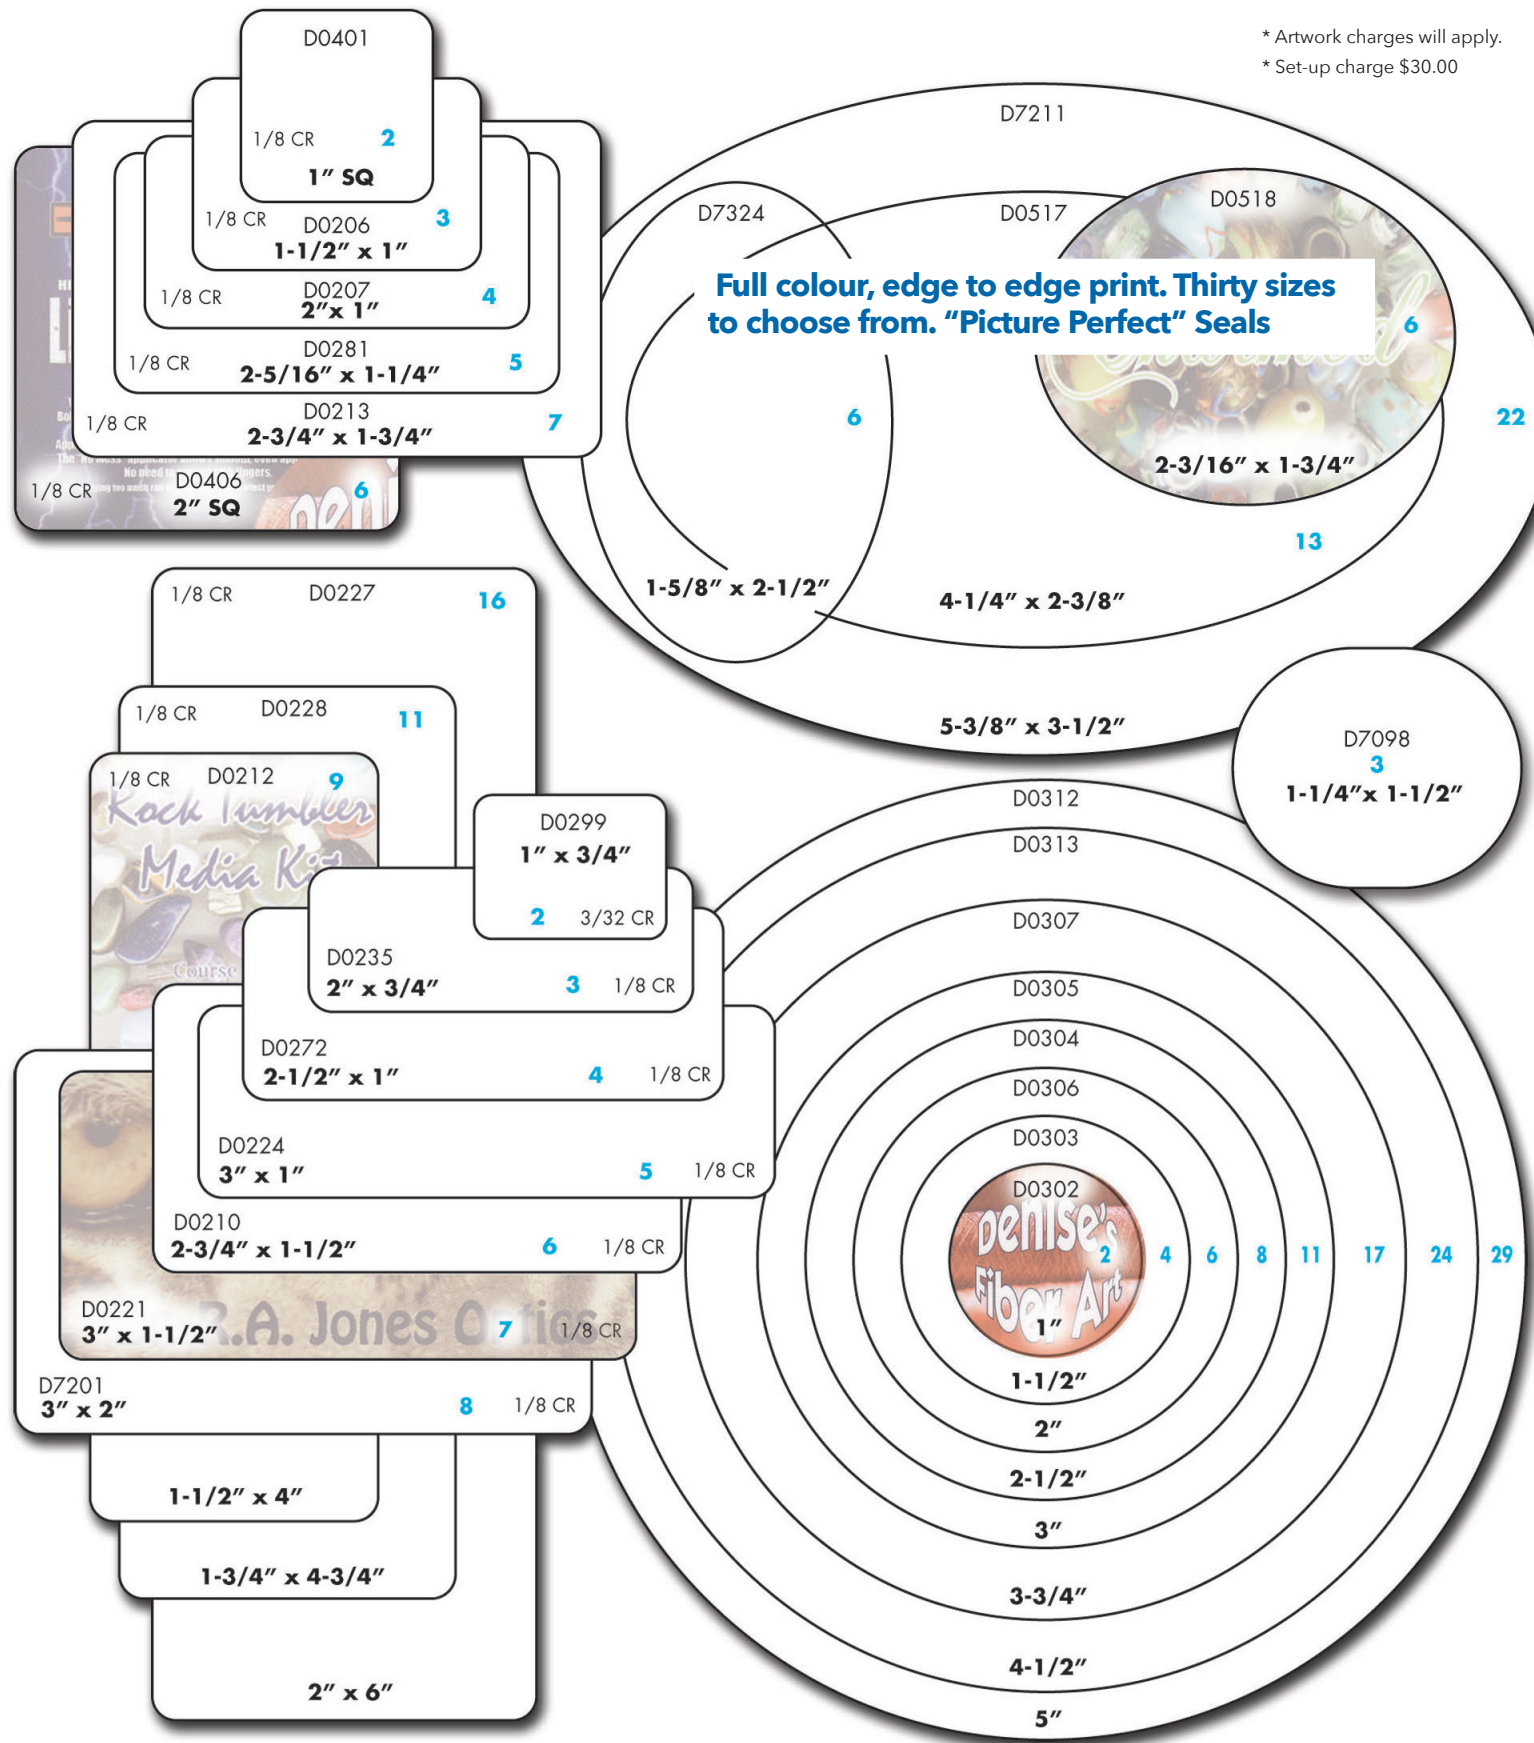 * Artwork charges will apply.
* Set-up charge $30.00
D0401
1/8 CR 2
1" SQ
1/8 CR D0206 3
1-1/2" x 1"
1/8 CR D0207 4
2"x 1"
1/8 CR D0281 5
2-5/16" x 1-1/4"
1/8 CR D0213 7
2-3/4" x 1-3/4"
No need
1/8 CR D0406 6
2" SQ
D7211
D7324 D0517 D0518
Full colour, edge to edge print. Thirty sizes
to choose from. “Picture Perfect” Seals
6
6
22
2-3/16" x 1-3/4"
13
1-5/8" x 2-1/2"
4-1/4" x 2-3/8"
5-3/8" x 3-1/2"
D7098
3
1-1/4"x 1-1/2"
1/8 CR D0227 16
1/8 CR D0228 11
1/8 CR D0212 9
Rock Tumbler
Media Kit
Course
D0299
1" x 3/4"
2 3/32 CR
D0235
2" x 3/4" 3 1/8 CR
D0272
2-1/2" x 1" 4 1/8 CR
D0224
3" x 1" 5 1/8 CR
D0210
2-3/4" x 1-1/2" 6 1/8 CR
D0221
3" x 1-1/2" R.A. Jones 7 1/8 CR
D7201
3" x 2" 8 1/8 CR
1-1/2" x 4"
1-3/4" x 4-3/4"
2" x 6"
D0312
D0313
D0307
D0305
D0304
D0306
D0303
D0302
Denise's
2 4 6 8 11 17 24 29
Fiber Art
1"
1-1/2"
2"
2-1/2"
3"
3-3/4"
4-1/2"
5"